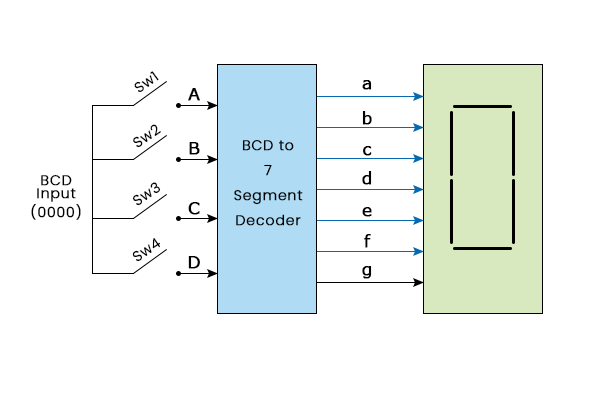 BCD
Input
(0000)
Sw1
Sw2
Sw3
Sw4
A
B
C
D
BCD to
7
Segment
Decoder
a
b
c
d
e
f
g